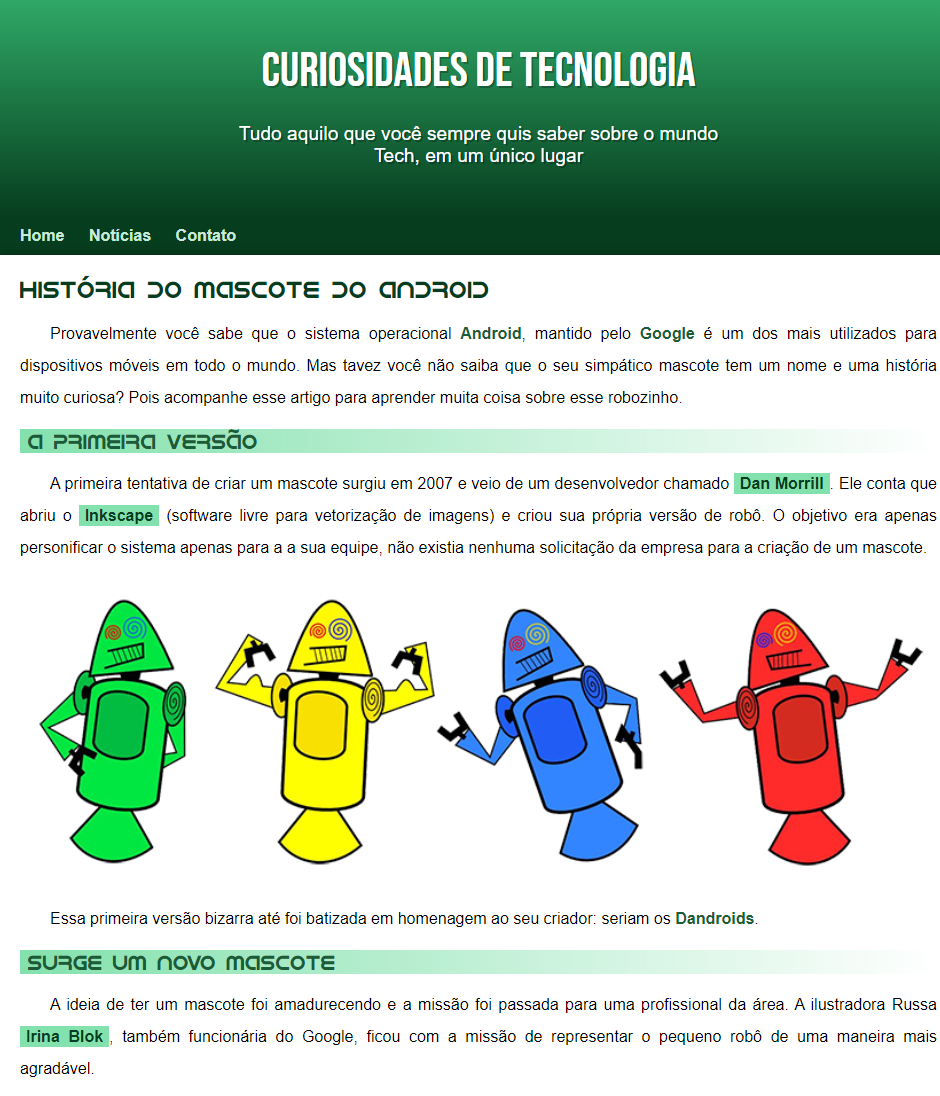 CURIOSIDADES DE TECNOLOGIA
Tudo aquilo que você sempre quis saber sobre o mundo
Tech, em um único lugar
Home Notícias Contato
História do Mascote do Android
Provavelmente você sabe que o sistema operacional Android, mantido pelo Google é um dos mais utilizados para
dispositivos móveis em todo o mundo. Mas tavez você não saiba que o seu simpático mascote tem um nome e uma história
muito curiosa? Pois acompanhe esse artigo para aprender muita coisa sobre esse robozinho.
A primeira versão
A primeira tentativa de criar um mascote surgiu em 2007 e veio de um desenvolvedor chamado Dan Morrill. Ele conta que
abriu o Inkscape (software livre para vetorização de imagens) e criou sua própria versão de robô. O objetivo era apenas
personificar o sistema apenas para a a sua equipe, não existia nenhuma solicitação da empresa para a criação de um mascote.
Essa primeira versão bizarra até foi batizada em homenagem ao seu criador: seriam os Dandroids.
Surge um novo mascote
A ideia de ter um mascote foi amadurecendo e a missão foi passada para uma profissional da área. A ilustradora Russa
Irina Blok, também funcionária do Google, ficou com a missão de representar o pequeno robô de uma maneira mais
agradável.